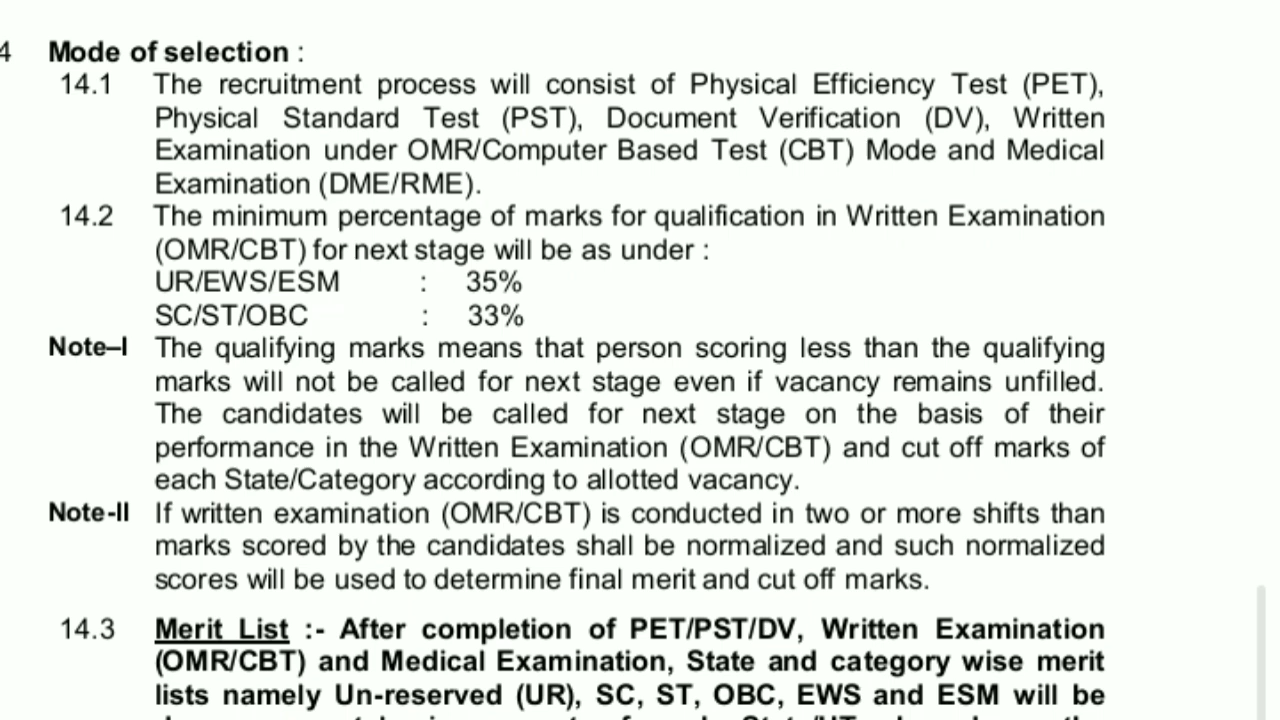 4 Mode of selection :
14.1 The recruitment process will consist of Physical Efficiency Test (PET),
Physical Standard Test (PST), Document Verification (DV), Written
Examination under OMR/Computer Based Test (CBT) Mode and Medical
Examination (DME/RME).
14.2 The minimum percentage of marks for qualification in Written Examination
(OMR/CBT) for next stage will be as under :
UR/EWS/ESM : 35%
SC/ST/OBC : 33%
Note–I The qualifying marks means that person scoring less than the qualifying
marks will not be called for next stage even if vacancy remains unfilled.
The candidates will be called for next stage on the basis of their
performance in the Written Examination (OMR/CBT) and cut off marks of
each State/Category according to allotted vacancy.
Note-II If written examination (OMR/CBT) is conducted in two or more shifts than
marks scored by the candidates shall be normalized and such normalized
scores will be used to determine final merit and cut off marks.
14.3 Merit List :- After completion of PET/PST/DV, Written Examination
(OMR/CBT) and Medical Examination, State and category wise merit
lists namely Un-reserved (UR), SC, ST, OBC, EWS and ESM will be